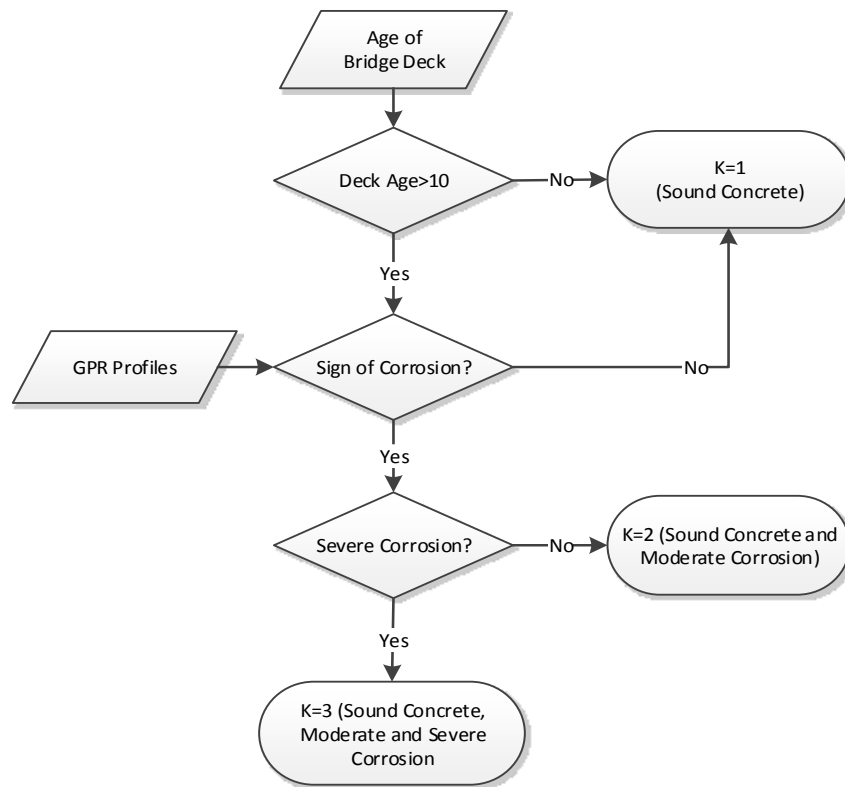 Age of
Bridge Deck
Deck Age>10
No
K=1
(Sound Concrete)
Yes
GPR Profiles
Sign of Corrosion?
No
Yes
Severe Corrosion?
No
K=2 (Sound Concrete and
Moderate Corrosion)
Yes
K=3 (Sound Concrete,
Moderate and Severe
Corrosion